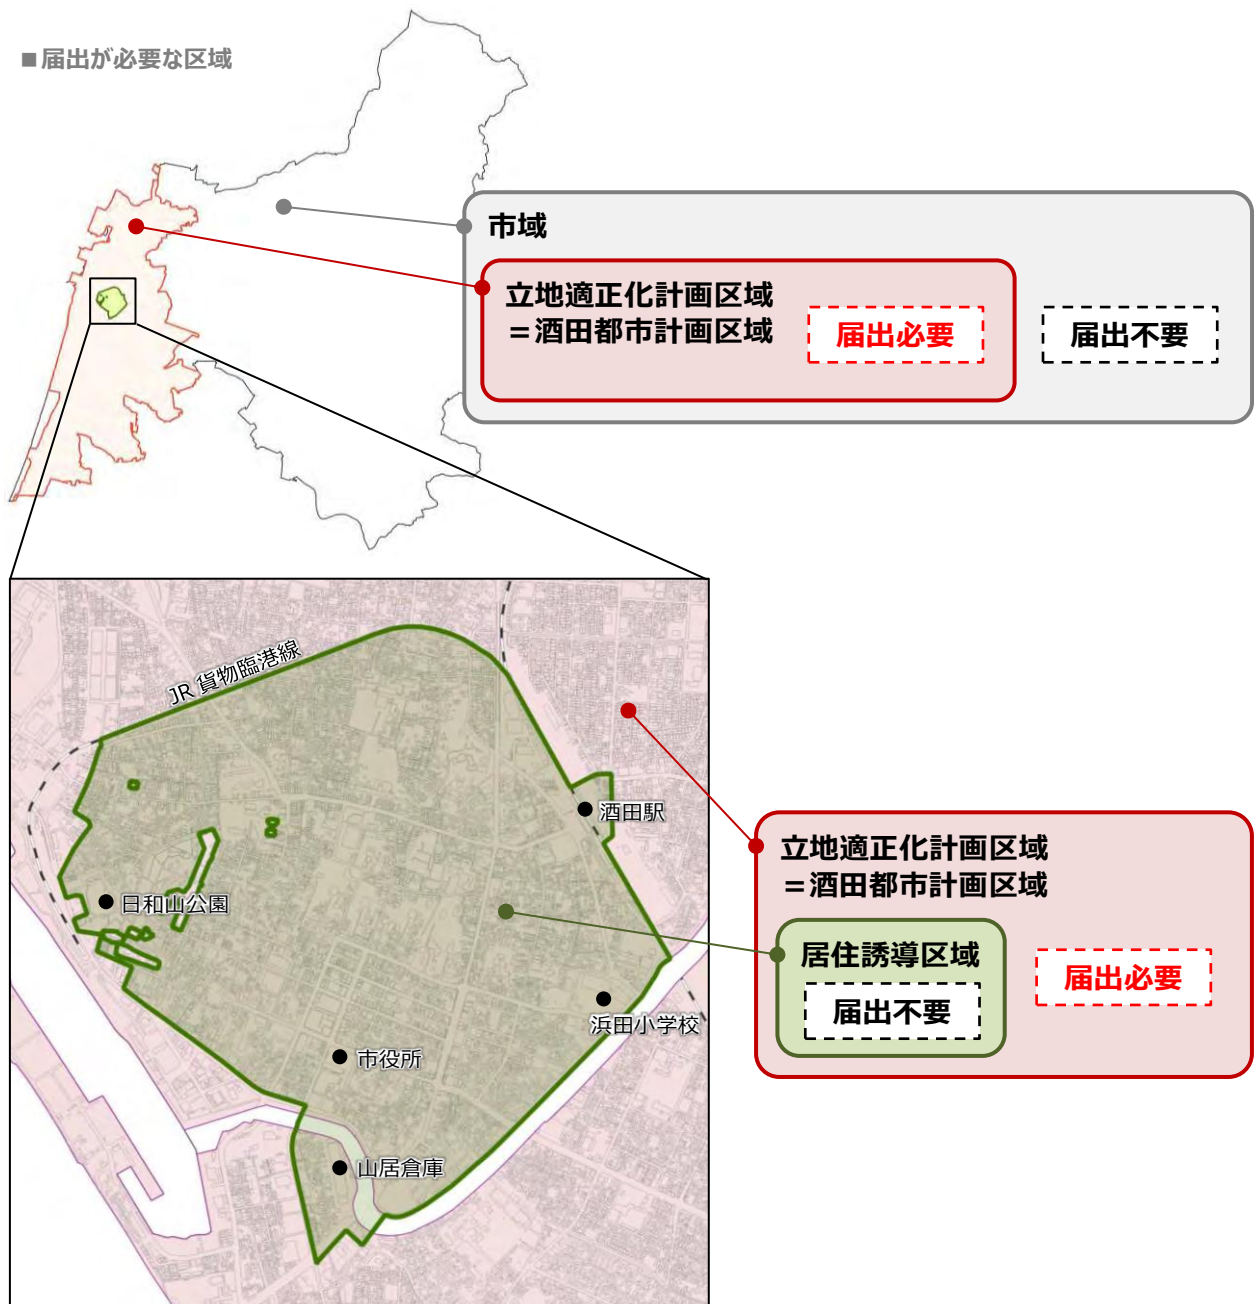 ■届出が必要な区域
市域
立地適正化計画区域
＝酒田都市計画区域
届出必要
届出不要
JR 貨物臨港線
酒田駅
日和山公園
浜田小学校
市役所
山居倉庫
立地適正化計画区域
＝酒田都市計画区域
居住誘導区域
届出不要
届出必要